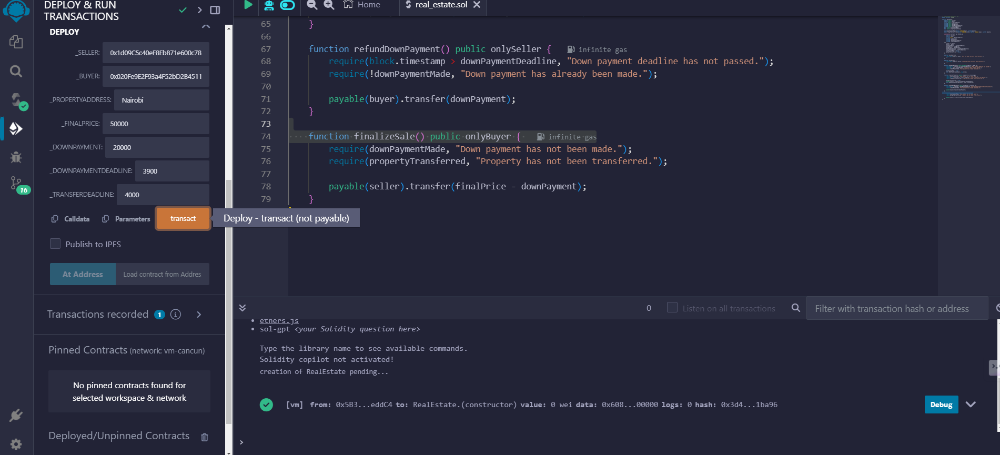 DEPLOY & RUN
TRANSACTIONS
DEPLOY
_SELLER: 0x1d09C5c40eF8Eb871e600c78
_BUYER: 0x020Fe9E2F93a4F52bD2B4511
_PROPERTYADDRESS: Nairobi
_FINALPRICE: 50000
_DOWNPAYMENT: 20000
_DOWNPAYMENTDEADLINE: 3900
_TRANSFERDEADLINE: 4000
Calldata Parameters transact
Deploy - transact (not payable)
Publish to IPFS
At Address Load contract from Addres
Transactions recorded 1 i
Pinned Contracts (network: vm-cancun)
No pinned contracts found for
selected workspace & network
Deployed/Unpinned Contracts
16
Home real_estate.sol
65 }
66
67 function refundDownPayment() public onlySeller { infinite gas
68 require(block.timestamp > downPaymentDeadline, "Down payment deadline has not passed.");
69 require(!downPaymentMade, "Down payment has already been made.");
70
71 payable(buyer).transfer(downPayment);
72 }
73
74 function finalizeSale() public onlyBuyer { infinite gas
75 require(downPaymentMade, "Down payment has not been made.");
76 require(propertyTransferred, "Property has not been transferred.");
77
78 payable(seller).transfer(finalPrice - downPayment);
79 }
0 Listen on all transactions Filter with transaction hash or address
• ethers.js
• sol-gpt <your Solidity question here>
Type the library name to see available commands.
Solidity copilot not activated!
creation of RealEstate pending...
[vm] from: 0x5B3...eddC4 to: RealEstate.(constructor) value: 0 wei data: 0x608...00000 logs: 0 hash: 0x3d4...1ba96
Debug
>